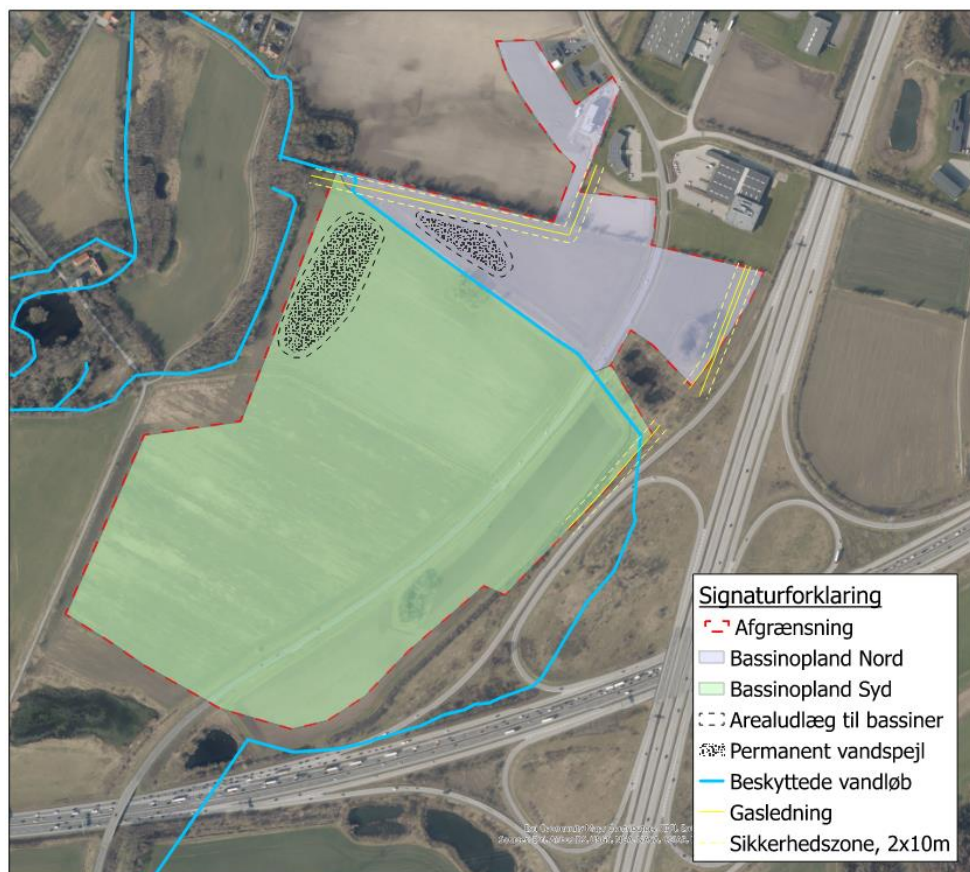 Signaturforklaring
Afgrænsning
Bassinopland Nord
Bassinopland Syd
Arealudlæg til bassiner
Permanent vandspejl
Beskyttede vandløb
Gasledning
Sikkerhedszone, 2x10m